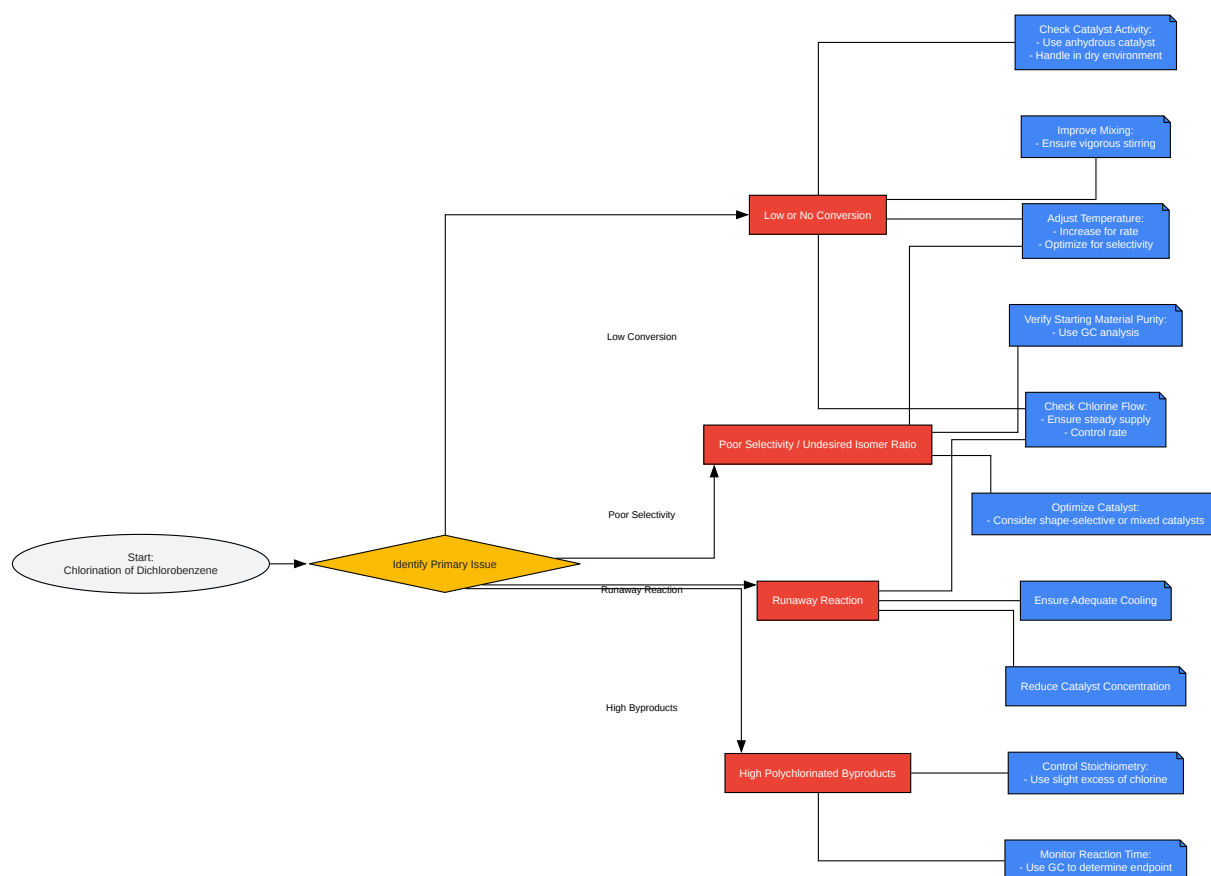 Check Catalyst Activity:
- Use anhydrous catalyst
- Handle in dry environment
Improve Mixing:
- Ensure vigorous stirring
Low or No Conversion
Adjust Temperature:
- Increase for rate
- Optimize for selectivity
Verify Starting Material Purity:
- Use GC analysis
Low Conversion
Check Chlorine Flow:
- Ensure steady supply
- Control rate
Poor Selectivity / Undesired Isomer Ratio
Optimize Catalyst:
- Consider shape-selective or mixed catalysts
Poor Selectivity
Start:
Chlorination of Dichlorobenzene
Identify Primary Issue
Runaway Reaction
Runaway Reaction
Ensure Adequate Cooling
Reduce Catalyst Concentration
High Byproducts
High Polychlorinated Byproducts
Control Stoichiometry:
- Use slight excess of chlorine
Monitor Reaction Time:
- Use GC to determine endpoint